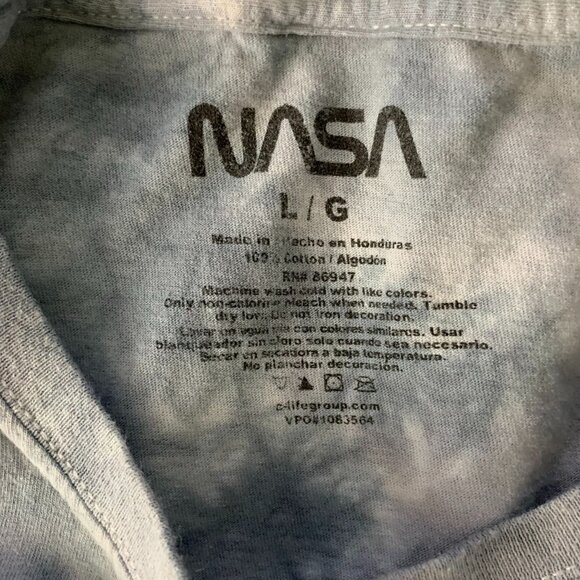 NASA
L / G
Made in / Hecho en Honduras
100% Cotton / Algodón
RN# 86947
Machine wash cold with like colors.
Only non-chlorine bleach when needed. Tumble
dry low. Do not iron decoration.
Lavar en agua fria con colores similares. Usar
blanqueador sin cloro solo cuando sea necesario.
Secar en secadora a baja temperatura.
No planchar decoración.
c-lifegroup.com
VPO#1083564